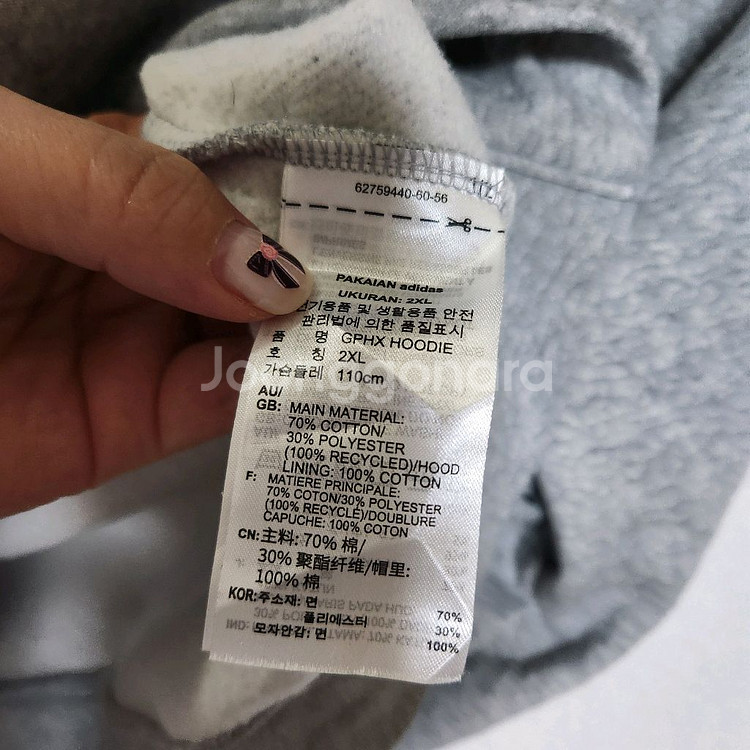 62759440-60-56
PAKAIAN adidas
UKURAN: 2XL
전기용품 및 생활용품 안전
관리법에 의한 품질표시
품 명 GPHX HOODIE
호 칭 2XL
가슴둘레 110cm
Joonggonara
AU/
GB: MAIN MATERIAL:
70% COTTON/
30% POLYESTER
(100% RECYCLED)/HOOD
LINING: 100% COTTON
F: MATIERE PRINCIPALE:
70% COTON/30% POLYESTER
(100% RECYCLE)/DOUBLURE
CAPUCHE: 100% COTON
CN: 主料: 70% 棉/
30% 聚酯纤维/帽里:
100% 棉
KOR: 주소재: 면 70%
폴리에스터 30%
모자안감: 면 100%
IND: